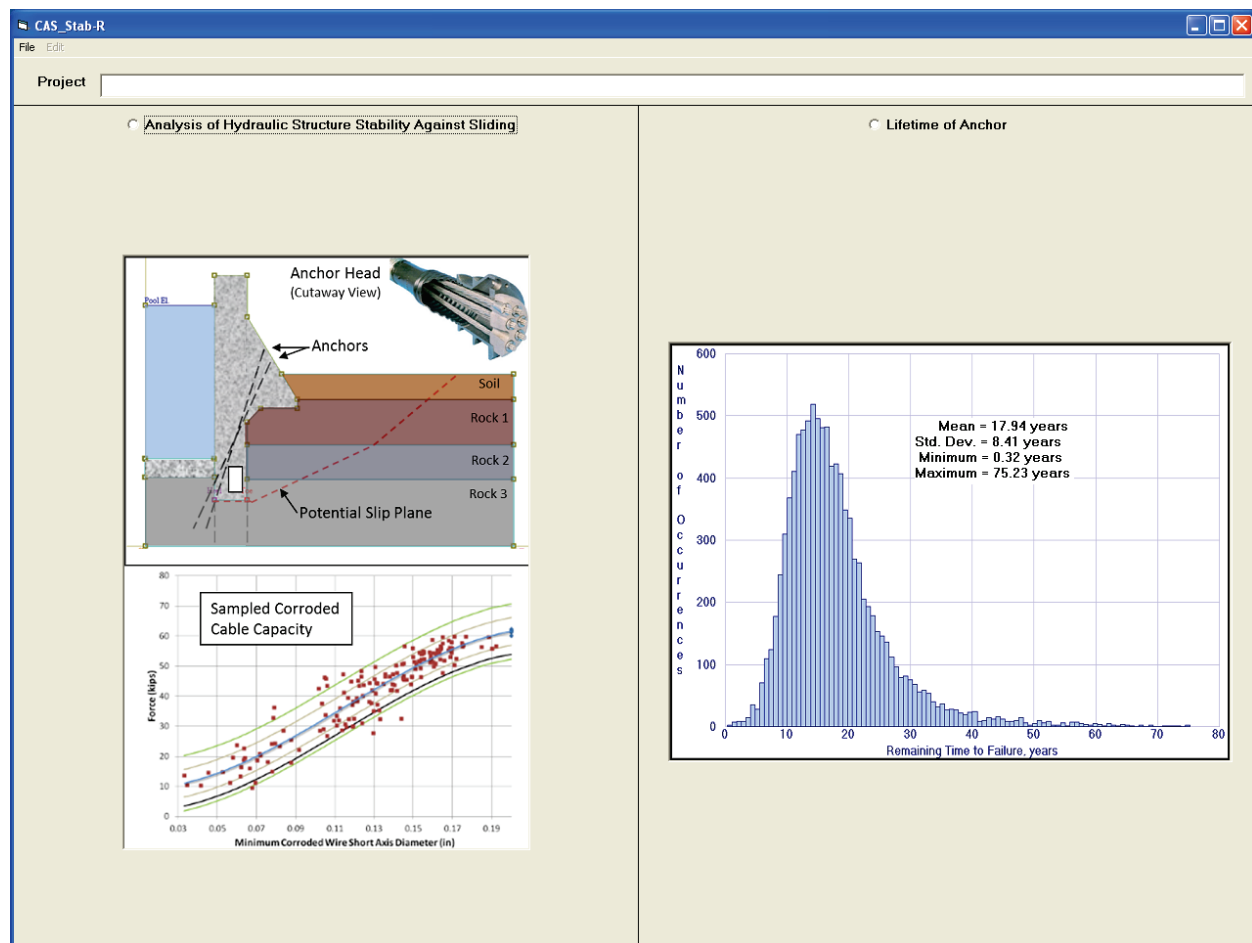 CAS_Stab-R
File Edit
Project
Analysis of Hydraulic Structure Stability Against Sliding
Anchor Head
(Cutaway View)
Pool El.
Anchors
Soil
Rock 1
Rock 2
Rock 3
Potential Slip Plane
80
70
60
50
40
30
20
10
0
Force (kips)
Sampled Corroded
Cable Capacity
0.03 0.05 0.07 0.09 0.11 0.13 0.15 0.17 0.19
Minimum Corroded Wire Short Axis Diameter (in)
Lifetime of Anchor
600
500
400
300
200
100
0
Number of Occurrences
Mean = 17.94 years
Std. Dev. = 8.41 years
Minimum = 0.32 years
Maximum = 75.23 years
0 10 20 30 40 50 60 70 80
Remaining Time to Failure, years